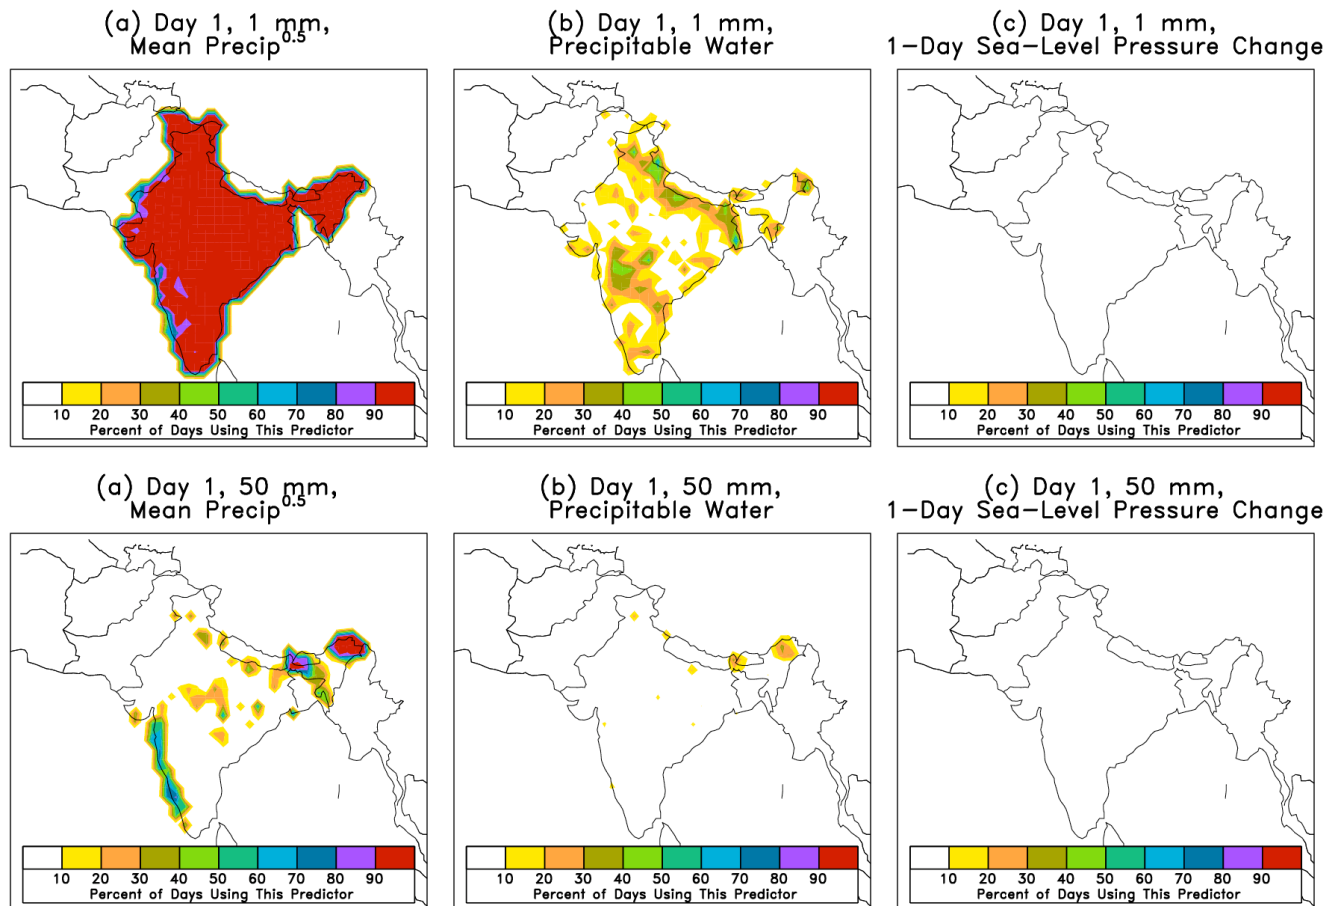 (a) Day 1, 1 mm,
Mean Precip^0.5
(b) Day 1, 1 mm,
Precipitable Water
(c) Day 1, 1 mm,
1-Day Sea-Level Pressure Change
10 20 30 40 50 60 70 80 90
Percent of Days Using This Predictor
10 20 30 40 50 60 70 80 90
Percent of Days Using This Predictor
10 20 30 40 50 60 70 80 90
Percent of Days Using This Predictor
(a) Day 1, 50 mm,
Mean Precip^0.5
(b) Day 1, 50 mm,
Precipitable Water
(c) Day 1, 50 mm,
1-Day Sea-Level Pressure Change
10 20 30 40 50 60 70 80 90
Percent of Days Using This Predictor
10 20 30 40 50 60 70 80 90
Percent of Days Using This Predictor
10 20 30 40 50 60 70 80 90
Percent of Days Using This Predictor